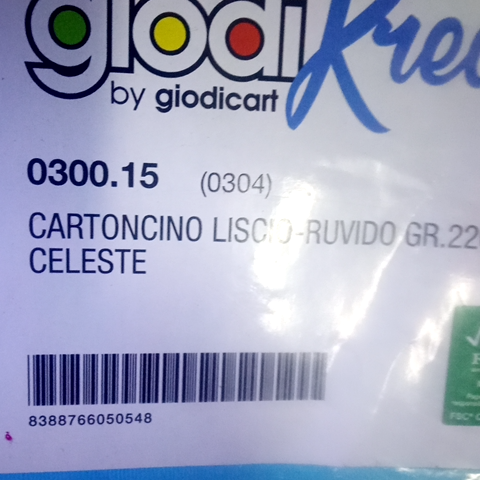 giodi
by giodicart
0300.15 (0304)
CARTONCINO LISCIO-RUVIDO GR.22
CELESTE
8388766050548